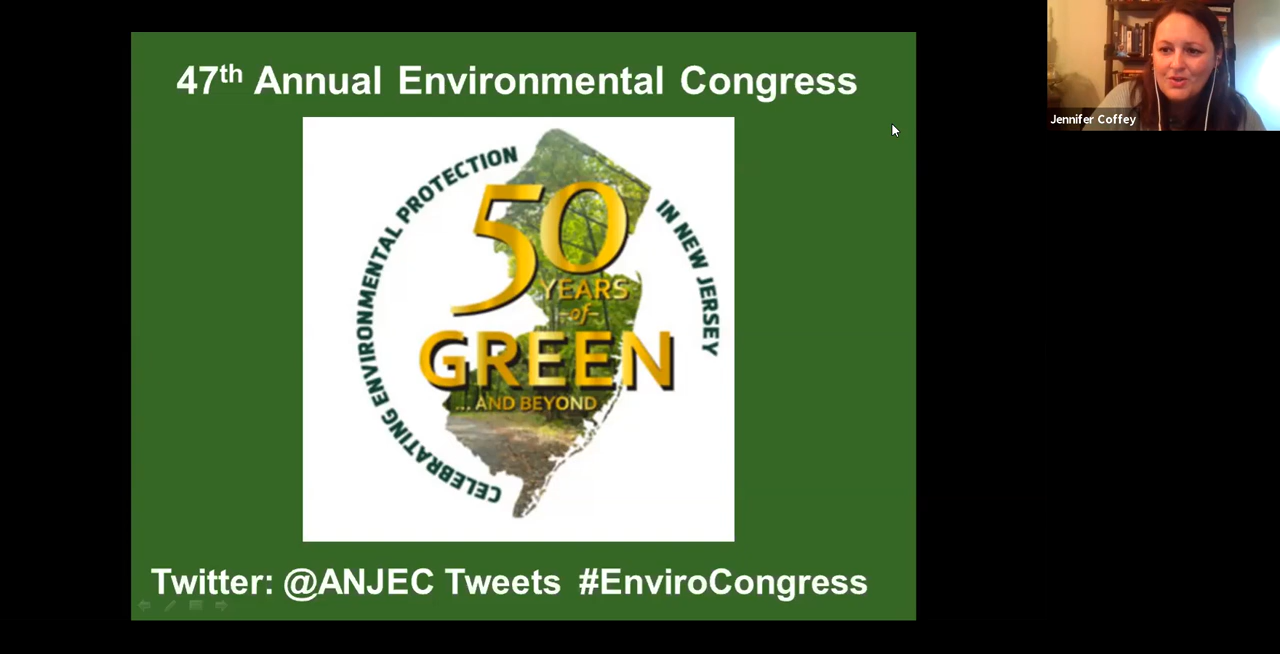 47th Annual Environmental Congress
CELEBRATING ENVIRONMENTAL PROTECTION
IN NEW JERSEY
50
YEARS
-of-
GREEN
... AND BEYOND
Twitter: @ANJEC Tweets #EnviroCongress
Jennifer Coffey